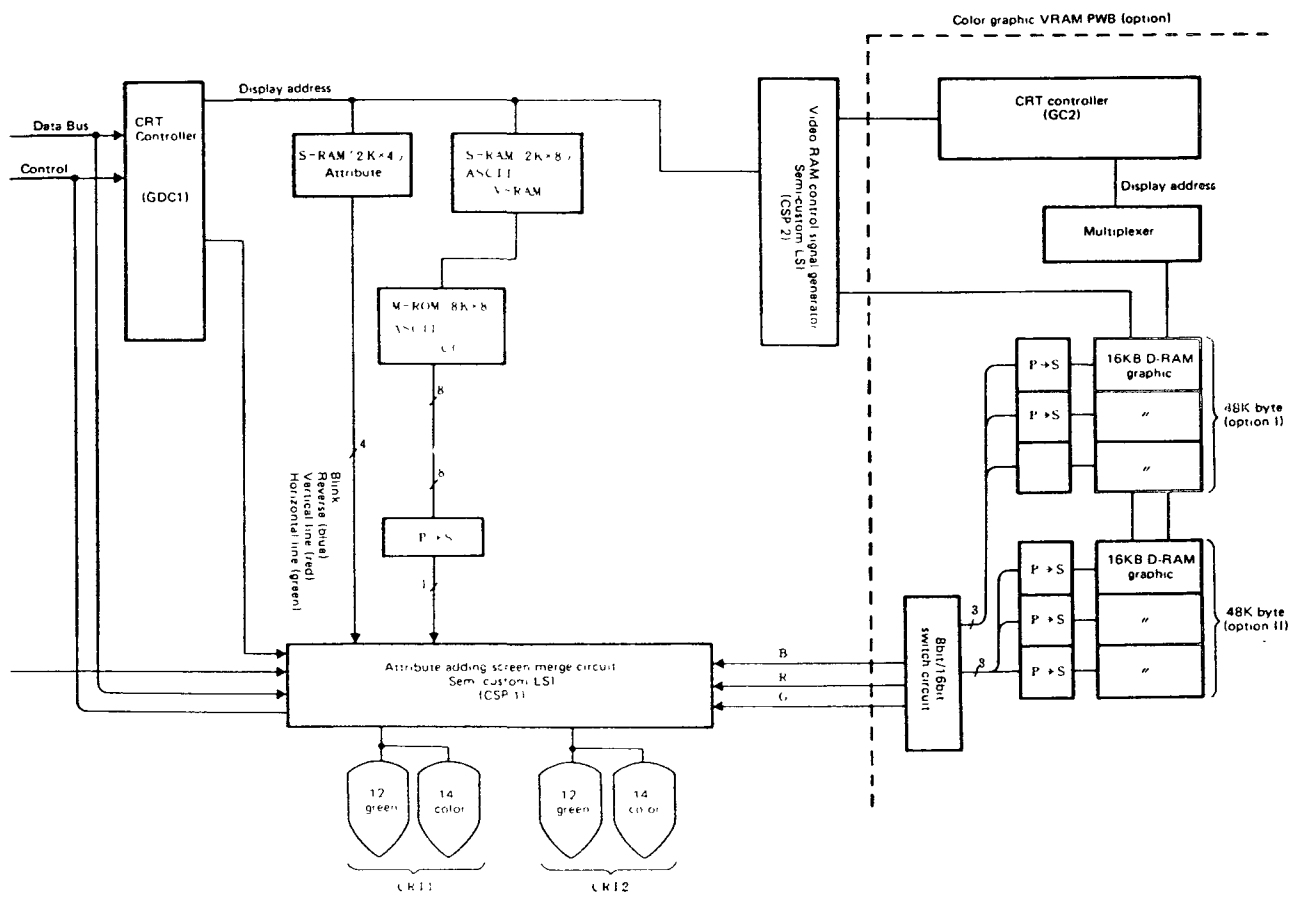 Color graphic VRAM PWB (option)
Display address
Data Bus
Control
CRT
Controller
(GDC1)
S-RAM (2K×4)
Attribute
S-RAM (2K×8)
ASCII
V-RAM
Video RAM control signal generator
Semi-custom LSI
(CSP 2)
CRT controller
(GC2)
Display address
Multiplexer
M-ROM 8K×8
ASCII
8
8
P→S
1
4
Blink
Reverse (blue)
Vertical line (red)
Horizontal line (green)
P→S
P→S
16KB D-RAM
graphic
〃
〃
48K byte
(option I)
P→S
P→S
P→S
16KB D-RAM
graphic
〃
〃
48K byte
(option II)
3
3
8bit/16bit
switch circuit
B
R
G
Attribute adding screen merge circuit
Semi custom LSI
(CSP 1)
12
green
14
color
12
green
14
color
CRT1
CRT2